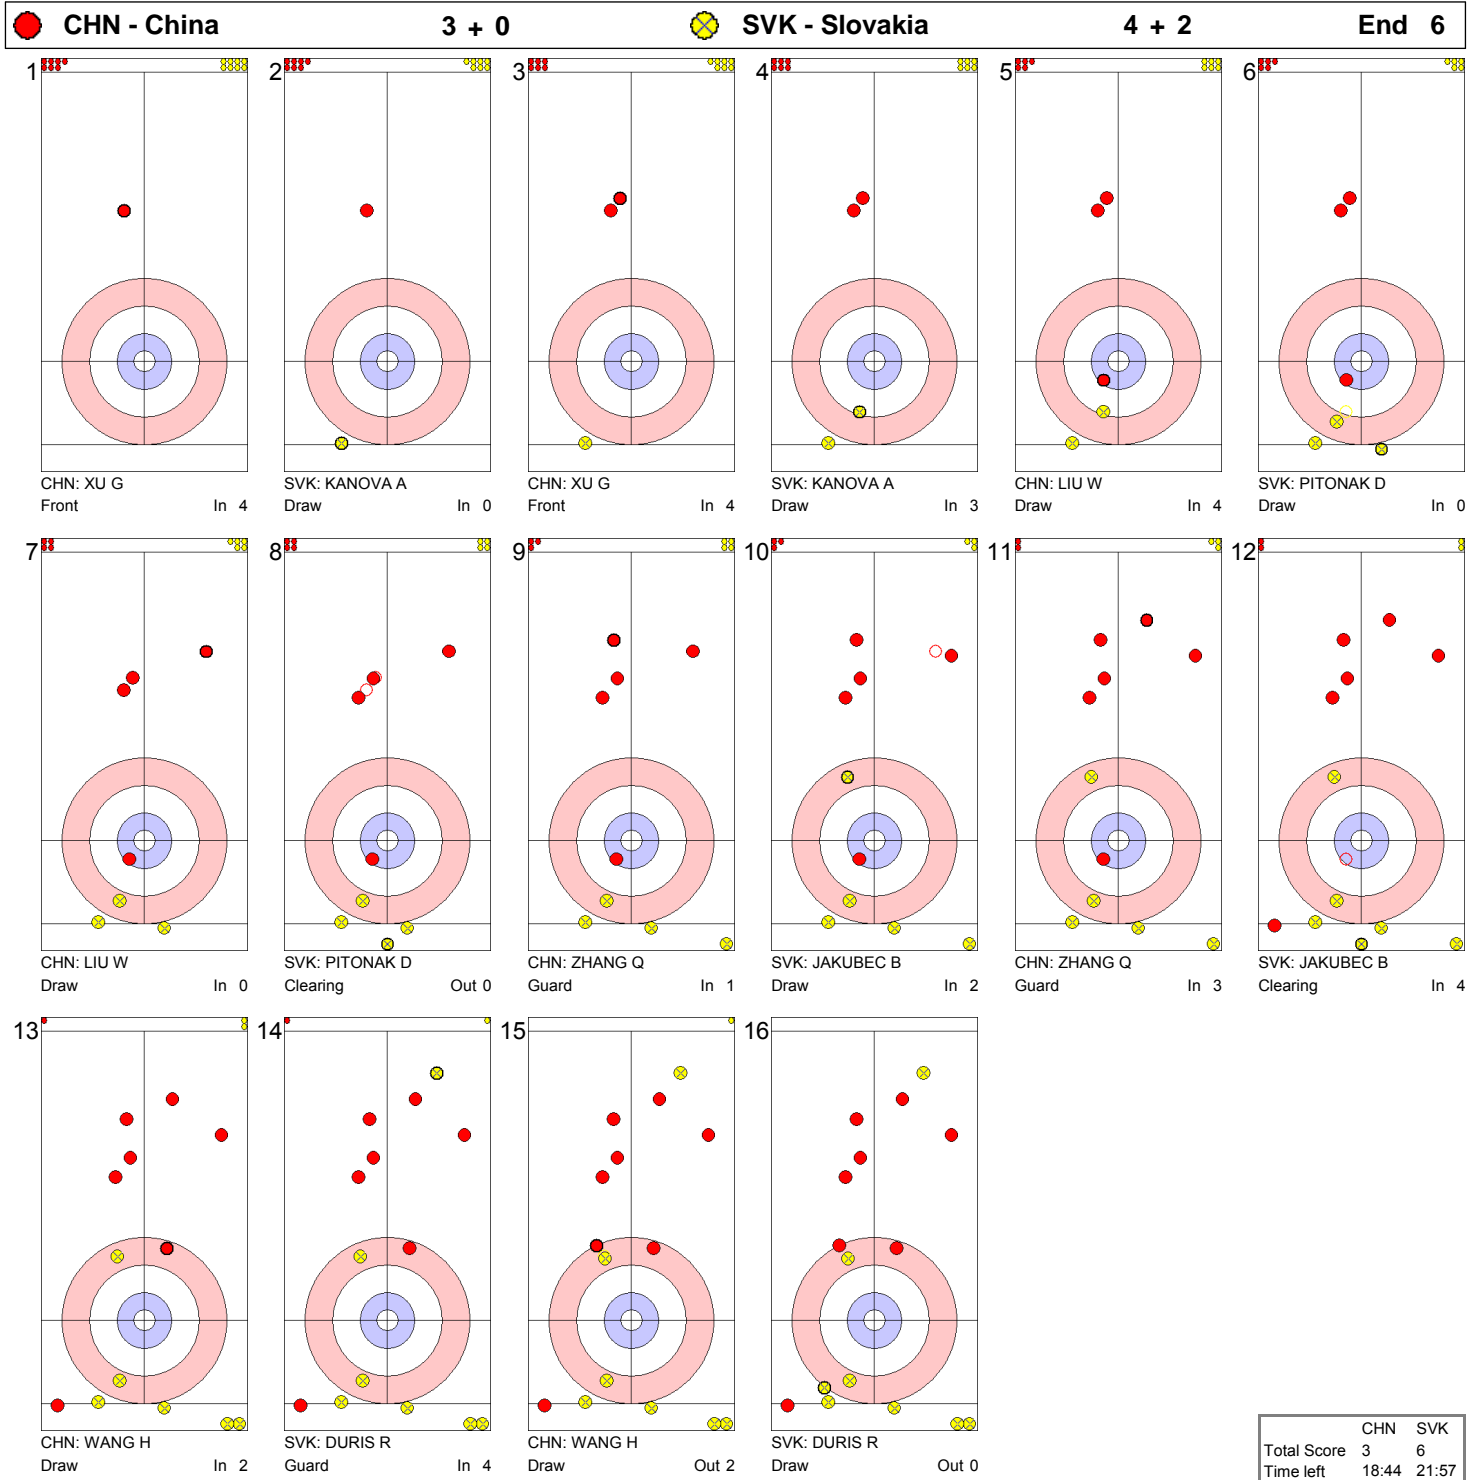 CHN - China 3 + 0 SVK - Slovakia 4 + 2 End 6
1 2 3 4 5 6
CHN: XU G SVK: KANOVA A CHN: XU G SVK: KANOVA A CHN: LIU W SVK: PITONAK D
Front In 4 Draw In 0 Front In 4 Draw In 3 Draw In 4 Draw In 0
7 8 9 10 11 12
CHN: LIU W SVK: PITONAK D CHN: ZHANG Q SVK: JAKUBEC B CHN: ZHANG Q SVK: JAKUBEC B
Draw In 0 Clearing Out 0 Guard In 1 Draw In 2 Guard In 3 Clearing In 4
13 14 15 16
CHN: WANG H SVK: DURIS R CHN: WANG H SVK: DURIS R
Draw In 2 Guard In 4 Draw Out 2 Draw Out 0
CHN SVK
Total Score 3 6
Time left 18:44 21:57